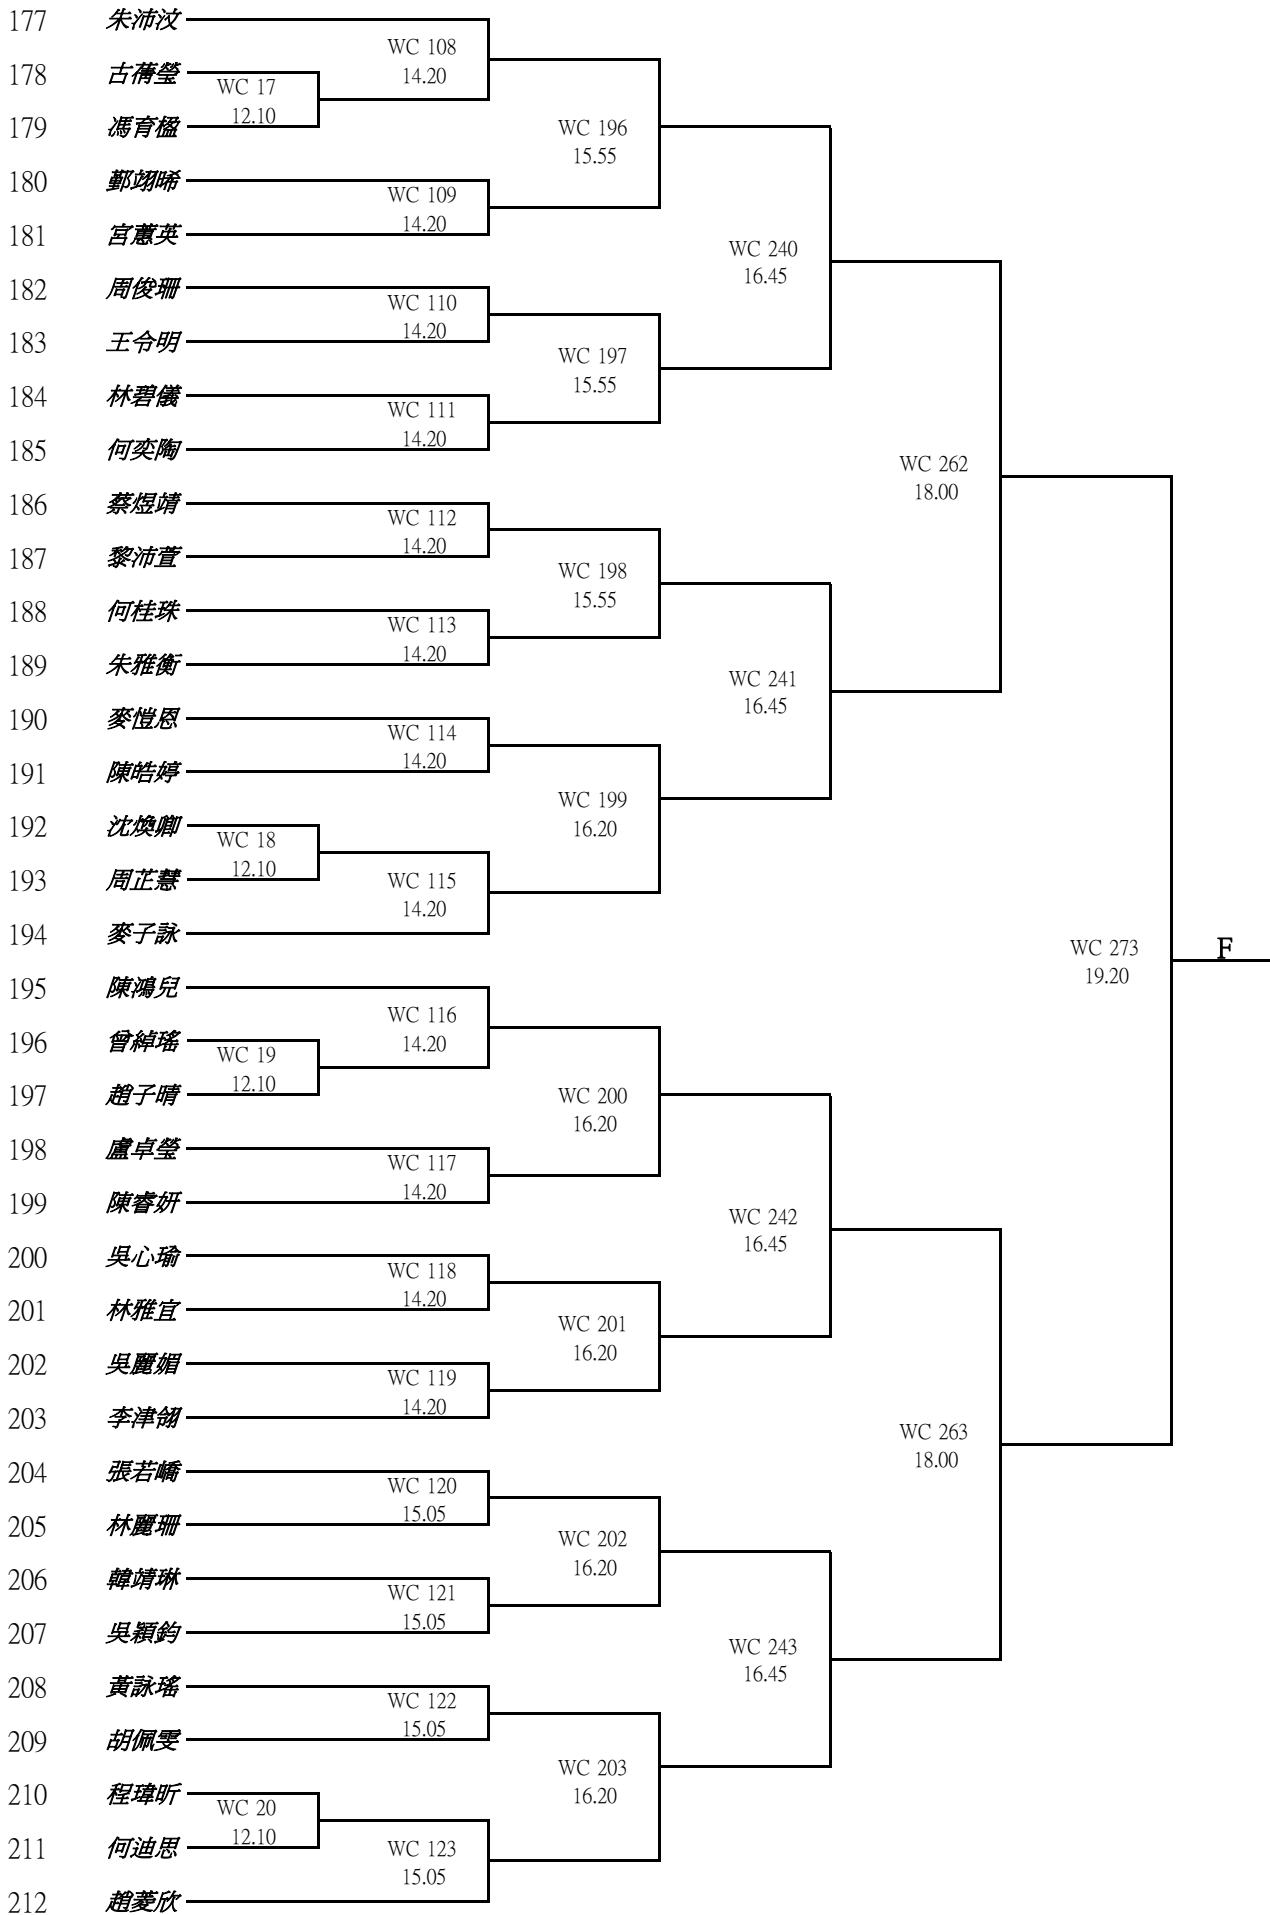 177 朱沛汶
WC 108
178 古蒨瑩 14.20
WC 17
12.10
179 馮育楹 WC 196
15.55
180 鄞翊晞
WC 109
14.20
181 宮蕙英
WC 240
16.45
182 周俊珊
WC 110
14.20
183 王令明
WC 197
15.55
184 林碧儀
WC 111
14.20
185 何奕陶
WC 262
18.00
186 蔡煜靖
WC 112
14.20
187 黎沛萱
WC 198
15.55
188 何桂珠
WC 113
14.20
189 朱雅衡
WC 241
16.45
190 麥愷恩
WC 114
14.20
191 陳皓婷
WC 199
16.20
192 沈煥卿
WC 18
12.10
193 周芷慧 WC 115
14.20
194 麥子詠
WC 273 F
19.20
195 陳鴻兒
WC 116
196 曾綽瑤 14.20
WC 19
12.10
197 趙子晴 WC 200
16.20
198 盧卓瑩
WC 117
14.20
199 陳睿妍
WC 242
16.45
200 吳心瑜
WC 118
14.20
201 林雅宜
WC 201
16.20
202 吳麗媚
WC 119
14.20
203 李津翎
WC 263
18.00
204 張若嶠
WC 120
15.05
205 林麗珊
WC 202
16.20
206 韓靖琳
WC 121
15.05
207 吳穎鈞
WC 243
16.45
208 黃詠瑤
WC 122
15.05
209 胡佩雯
WC 203
16.20
210 程瑋昕
WC 20
12.10
211 何迪思 WC 123
15.05
212 趙菱欣